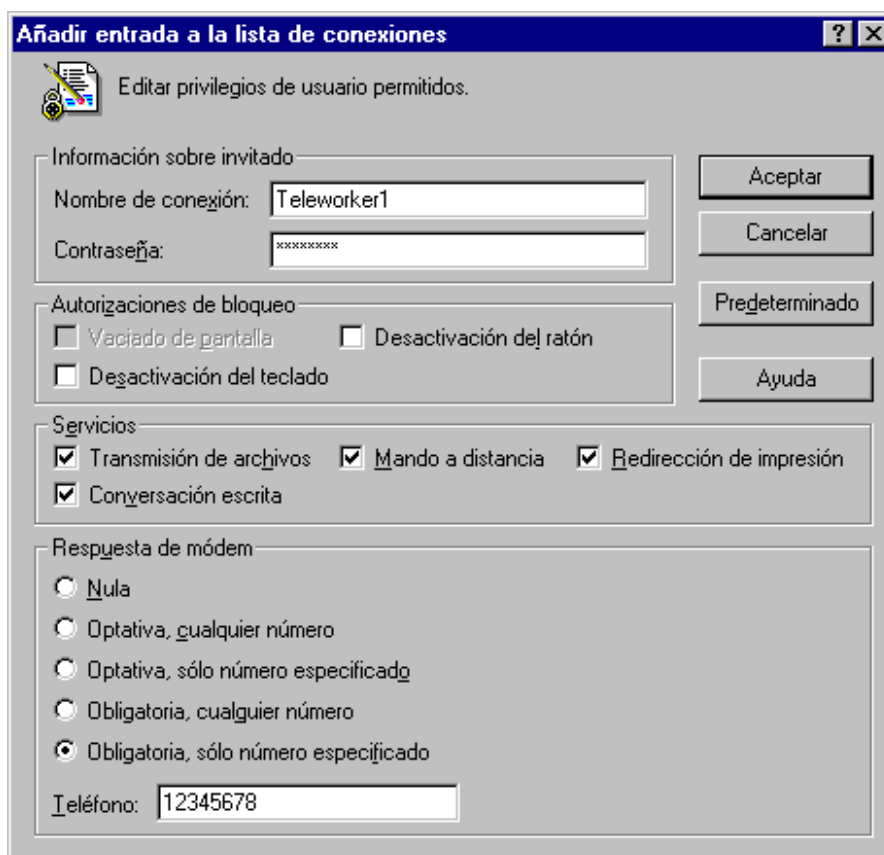 Añadir entrada a la lista de conexiones
Editar privilegios de usuario permitidos.
Información sobre invitado
Nombre de conexión: Teleworker1
Contraseña: ********
Aceptar
Cancelar
Predeterminado
Ayuda
Autorizaciones de bloqueo
Vaciado de pantalla Desactivación del ratón
Desactivación del teclado
Servicios
Transmisión de archivos Mando a distancia Redirección de impresión
Conversación escrita
Respuesta de módem
Nula
Optativa, cualquier número
Optativa, sólo número especificado
Obligatoria, cualquier número
Obligatoria, sólo número especificado
Teléfono: 12345678